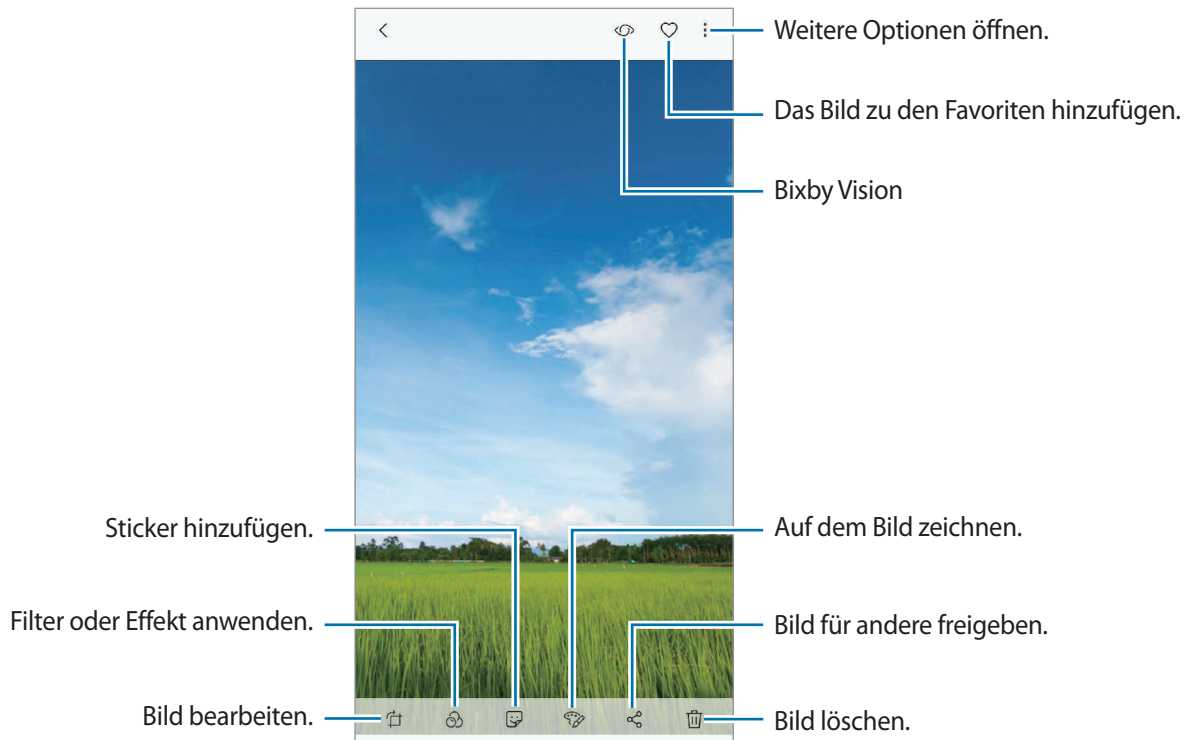 Weitere Optionen öffnen.
Das Bild zu den Favoriten hinzufügen.
Bixby Vision
Sticker hinzufügen.
Auf dem Bild zeichnen.
Filter oder Effekt anwenden.
Bild für andere freigeben.
Bild bearbeiten.
Bild löschen.